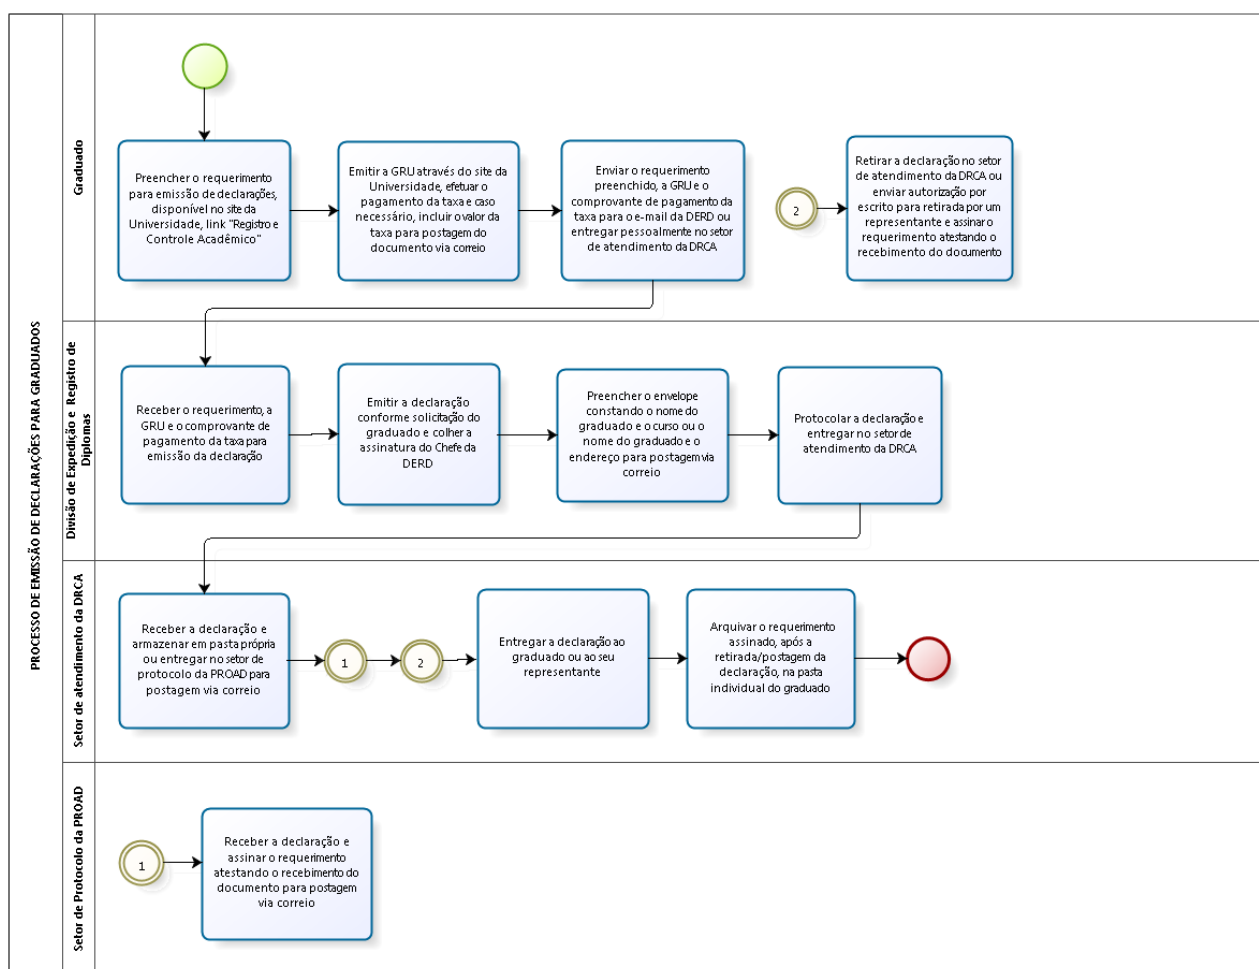 PROCESSO DE EMISSÃO DE DECLARAÇÕES PARA GRADUADOS
Graduado
Preencher o requerimento
para emissão de declarações,
disponível no site da
Universidade, link "Registro e
Controle Acadêmico"
Emitir a GRU através do site da
Universidade, efetuar o
pagamento da taxa e caso
necessário, incluir o valor da
taxa para postagem do
documento via correio
Enviar o requerimento
preenchido, a GRU e o
comprovante de pagamento da
taxa para o e-mail da DERD ou
entregar pessoalmente no setor
de atendimento da DRCA
2
Retirar a declaração no setor
de atendimento da DRCA ou
enviar autorização por
escrito para retirada por um
representante e assinar o
requerimento atestando o
recebimento do documento
Divisão de Expedição e Registro de
Diplomas
Receber o requerimento, a
GRU e o comprovante de
pagamento da taxa para
emissão da declaração
Emitir a declaração
conforme solicitação do
graduado e colher a
assinatura do Chefe da
DERD
Preencher o envelope
constando o nome do
graduado e o curso ou o
nome do graduado e o
endereço para postagem via
correio
Protocolar a declaração e
entregar no setor de
atendimento da DRCA
Setor de atendimento da DRCA
Receber a declaração e
armazenar em pasta própria
ou entregar no setor de
protocolo da PROAD para
postagem via correio
1
2
Entregar a declaração ao
graduado ou ao seu
representante
Arquivar o requerimento
assinado, após a
retirada/postagem da
declaração, na pasta
individual do graduado
Setor de Protocolo da PROAD
1
Receber a declaração e
assinar o requerimento
atestando o recebimento do
documento para postagem
via correio